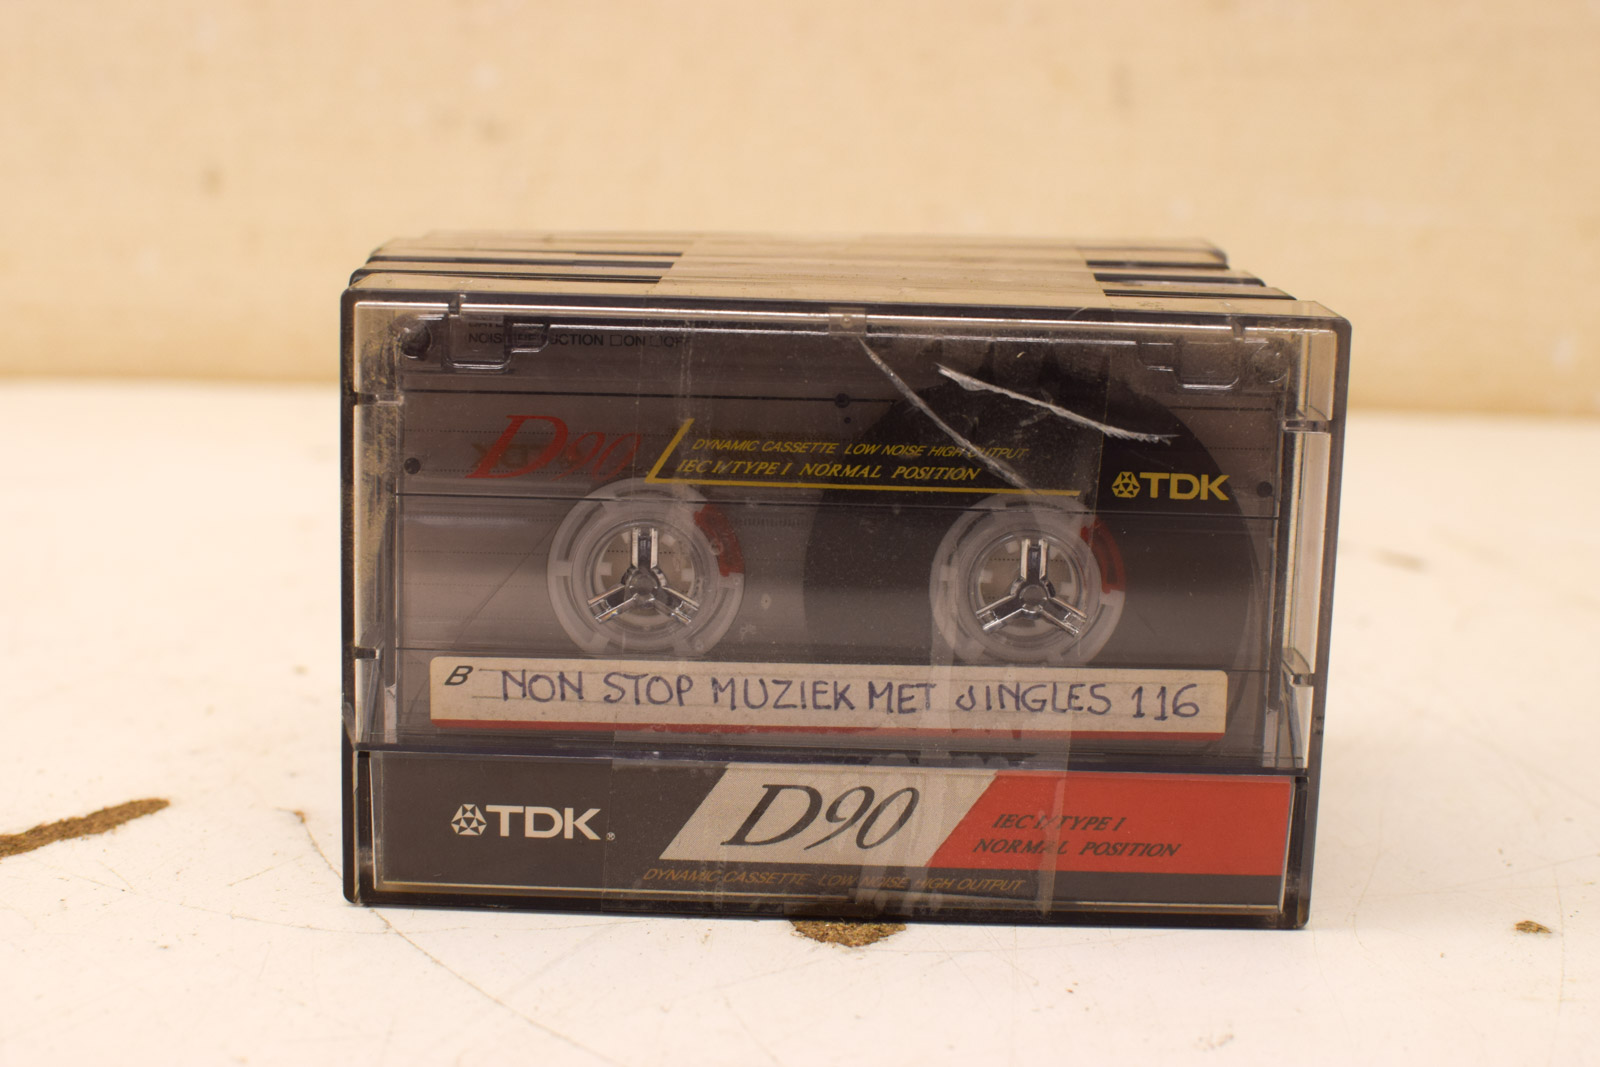 NOISE REDUCTION □ON □OFF
D90
DYNAMIC CASSETTE LOW NOISE HIGH OUTPUT
IEC I/TYPE I NORMAL POSITION
TDK
B NON STOP MUZIEK MET JINGLES 116
TDK®
D90
IEC I/TYPE I
NORMAL POSITION
DYNAMIC CASSETTE LOW NOISE HIGH OUTPUT